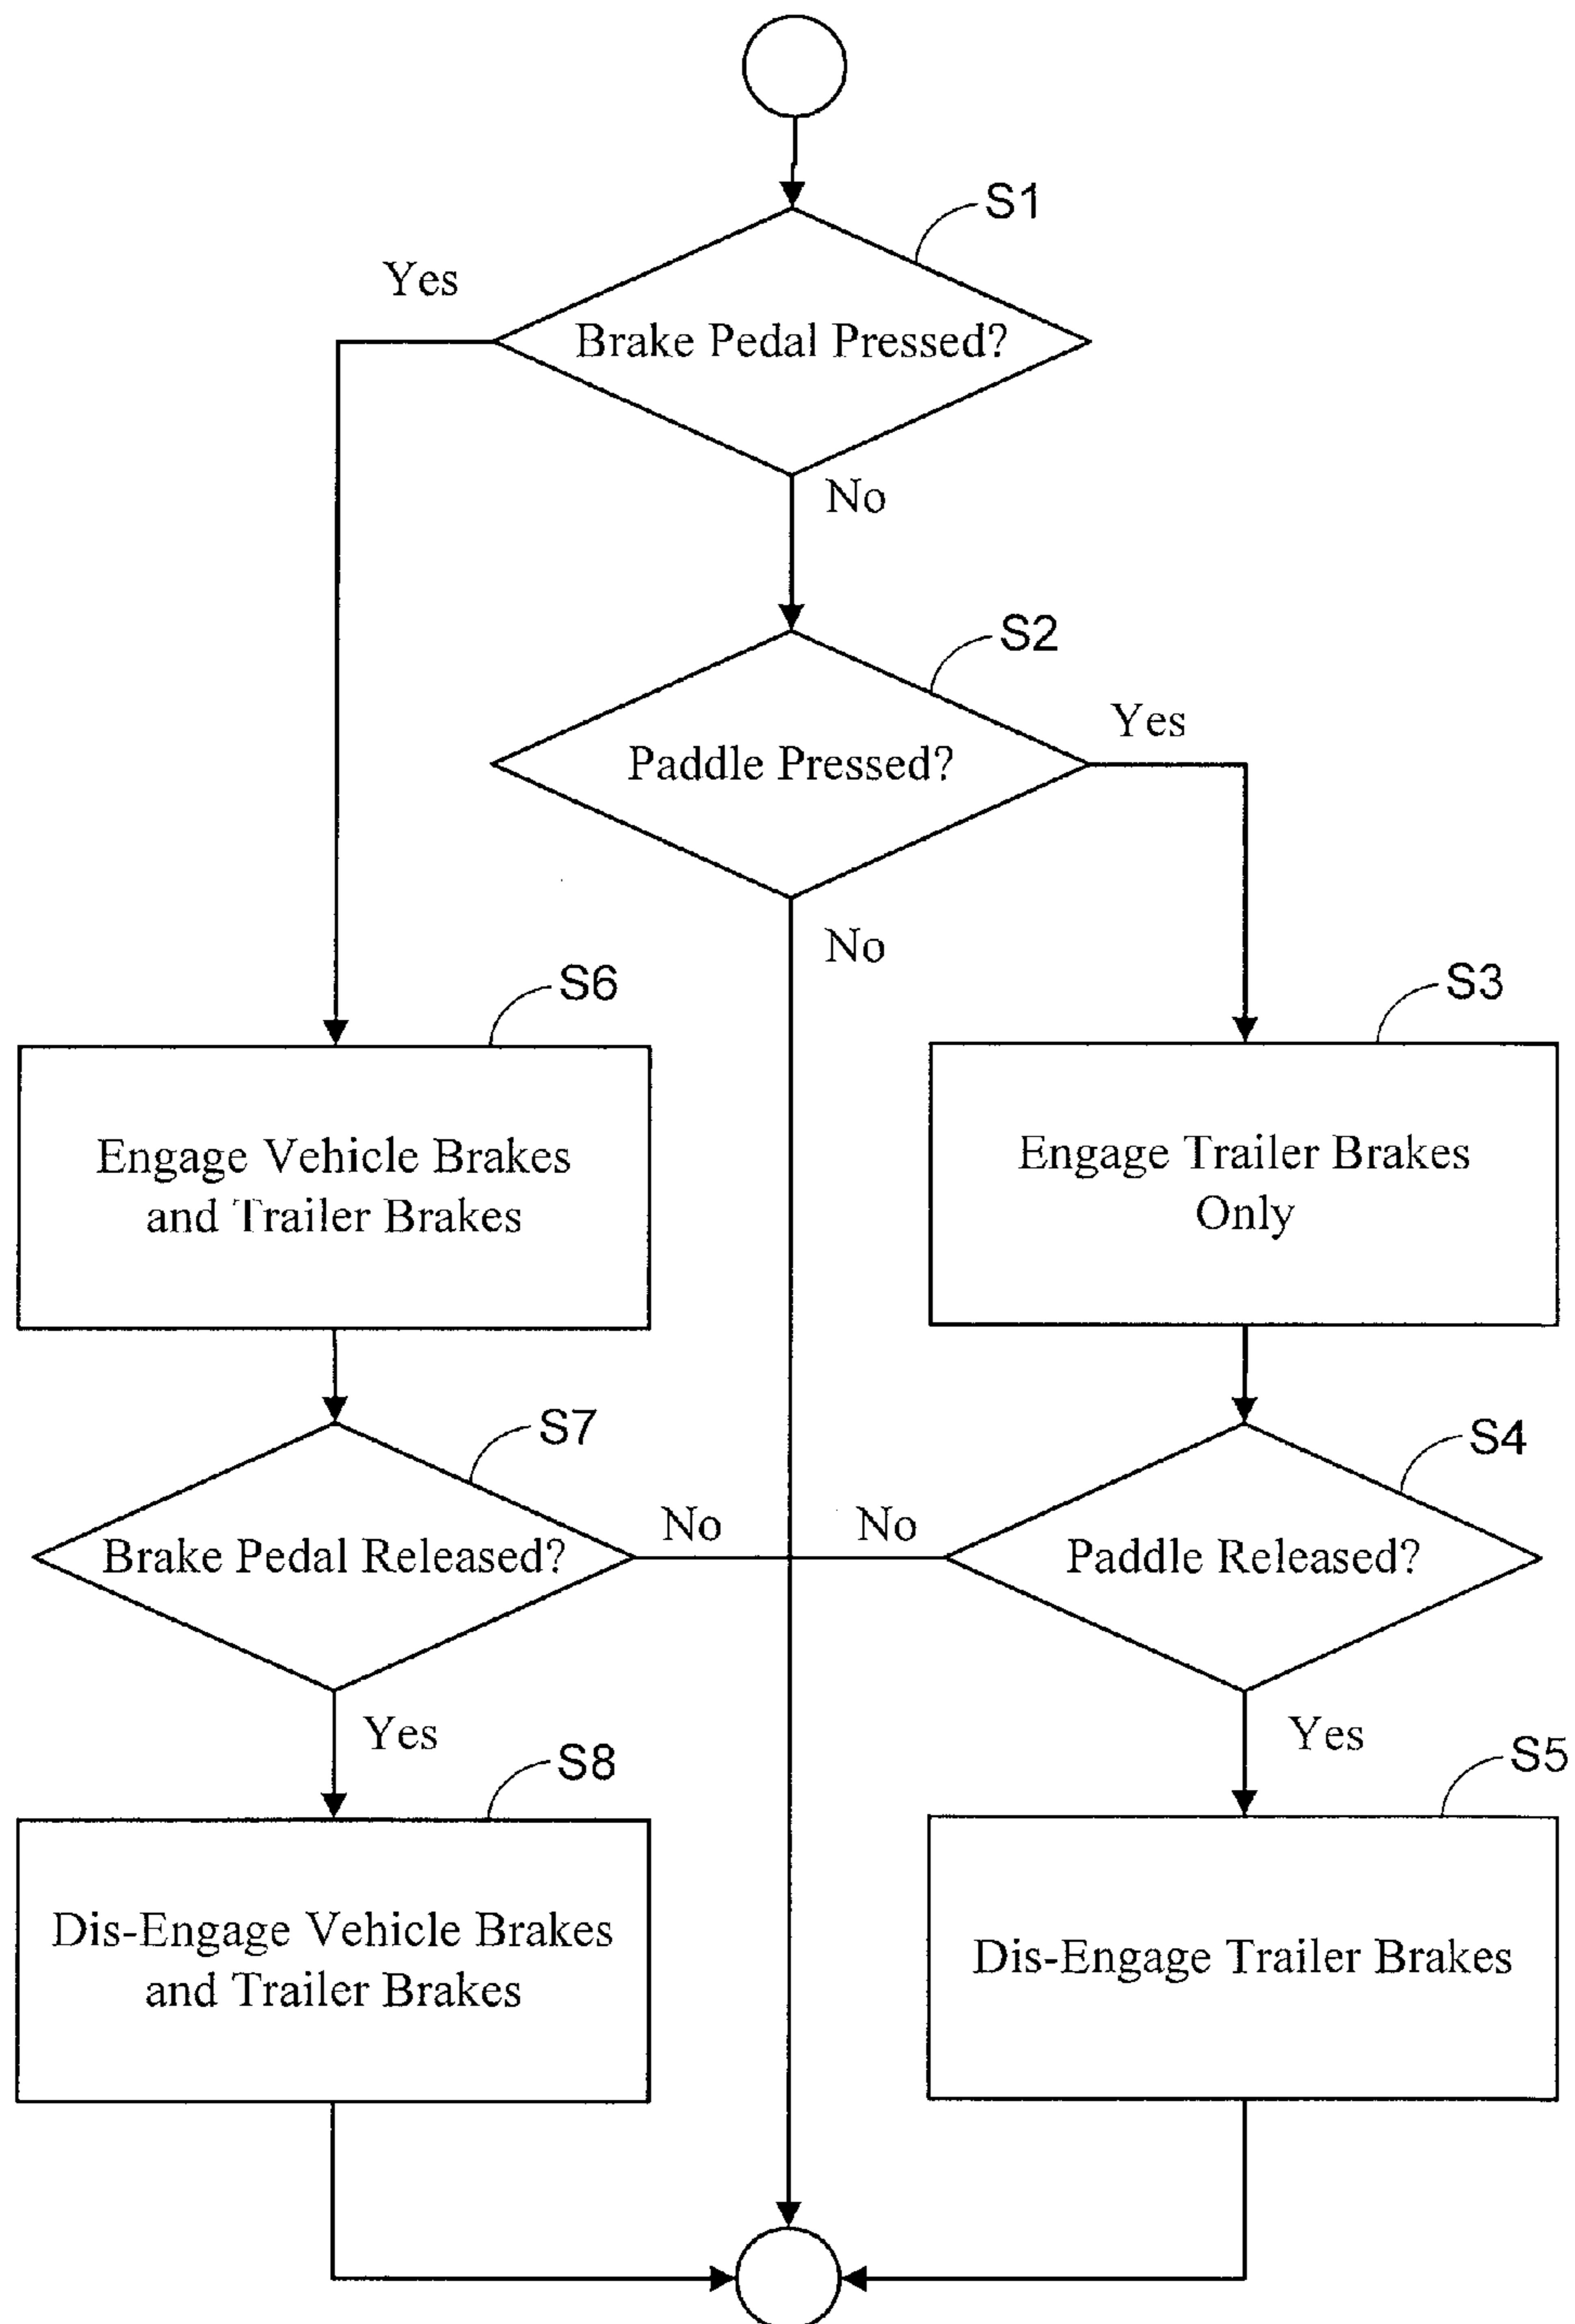 S1
Yes
Brake Pedal Pressed?
No
S2
Yes
Paddle Pressed?
No
S6
S3
Engage Vehicle Brakes
and Trailer Brakes
Engage Trailer Brakes
Only
S7
S4
No
No
Brake Pedal Released?
Paddle Released?
Yes
Yes
S8
S5
Dis-Engage Vehicle Brakes
and Trailer Brakes
Dis-Engage Trailer Brakes